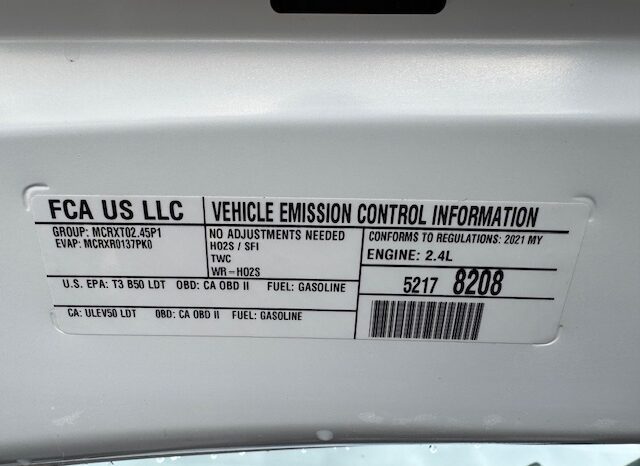 FCA US LLC
VEHICLE EMISSION CONTROL INFORMATION
GROUP: MCRXT02.45P1
EVAP: MCRXR0137PK0
NO ADJUSTMENTS NEEDED
HO2S / SFI
TWC
WR-HO2S
CONFORMS TO REGULATIONS: 2021 MY
ENGINE: 2.4L
U.S. EPA: T3 B50 LDT OBD: CA OBD II FUEL: GASOLINE
5217 8208
CA: ULEV50 LDT OBD: CA OBD II FUEL: GASOLINE